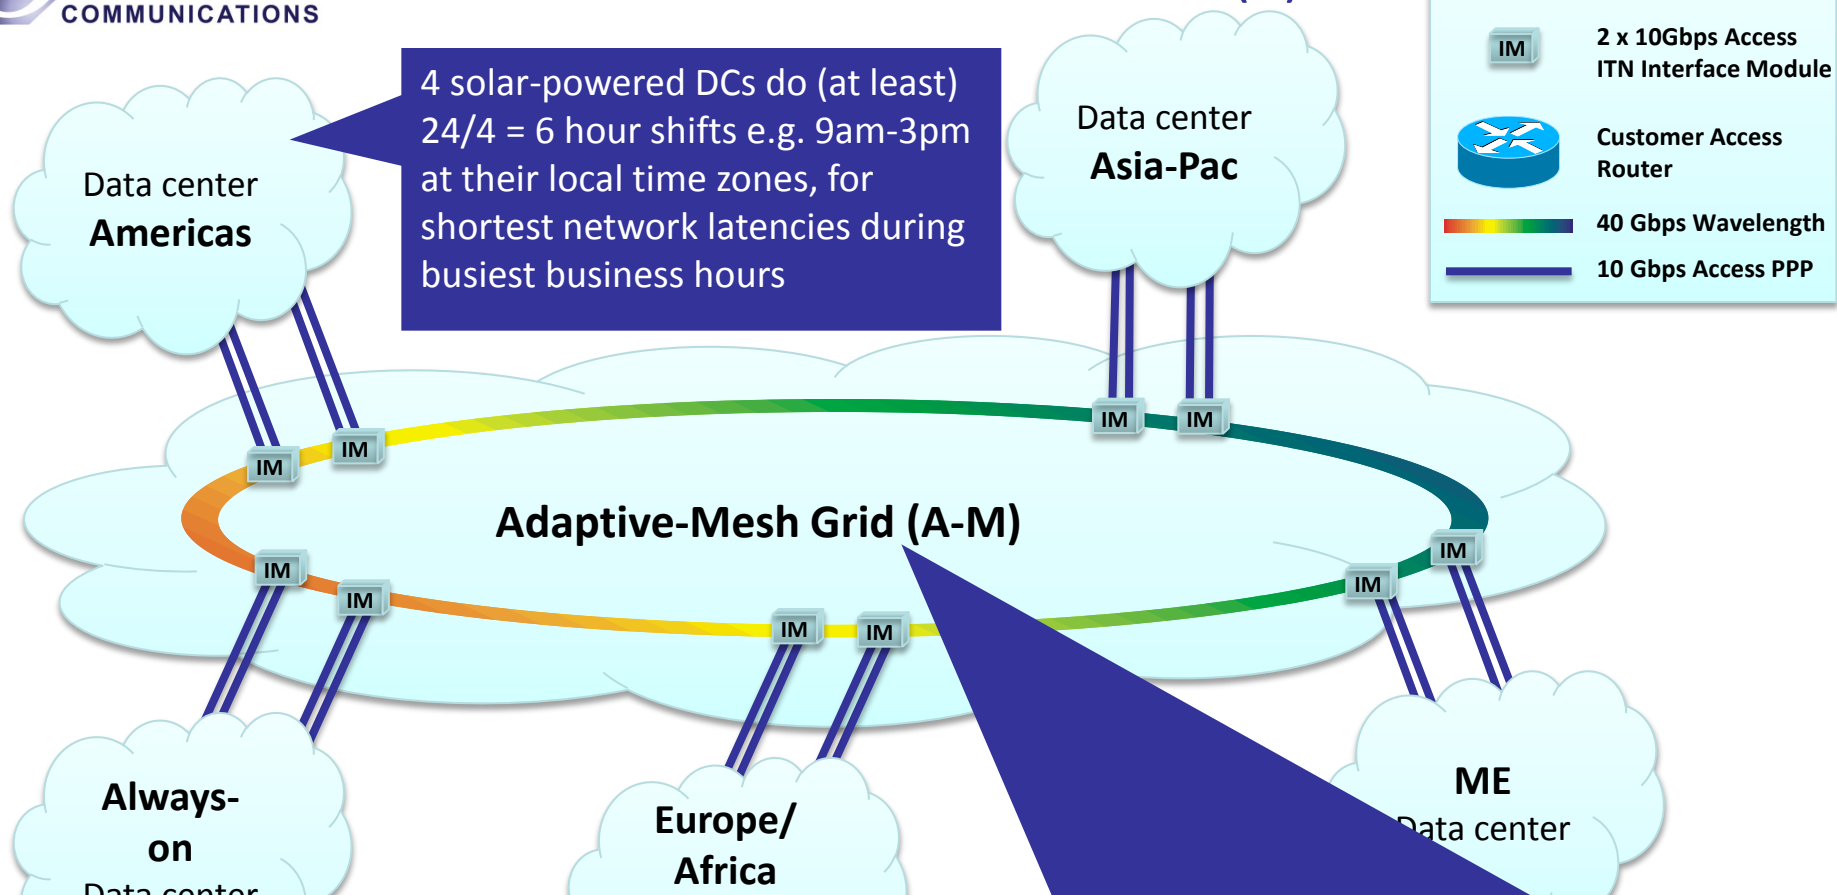 COMMUNICATIONS
4 solar-powered DCs do (at least)
24/4 = 6 hour shifts e.g. 9am-3pm
at their local time zones, for
shortest network latencies during
busiest business hours
Data center
Americas
Data center
Asia-Pac
IM
2 x 10Gbps Access
ITN Interface Module
Customer Access
Router
40 Gbps Wavelength
10 Gbps Access PPP
IM
IM
IM
IM
Adaptive-Mesh Grid (A-M)
IM
IM
IM
IM
IM
IM
Always-
on
Data center
Europe/
Africa
ME
Data center